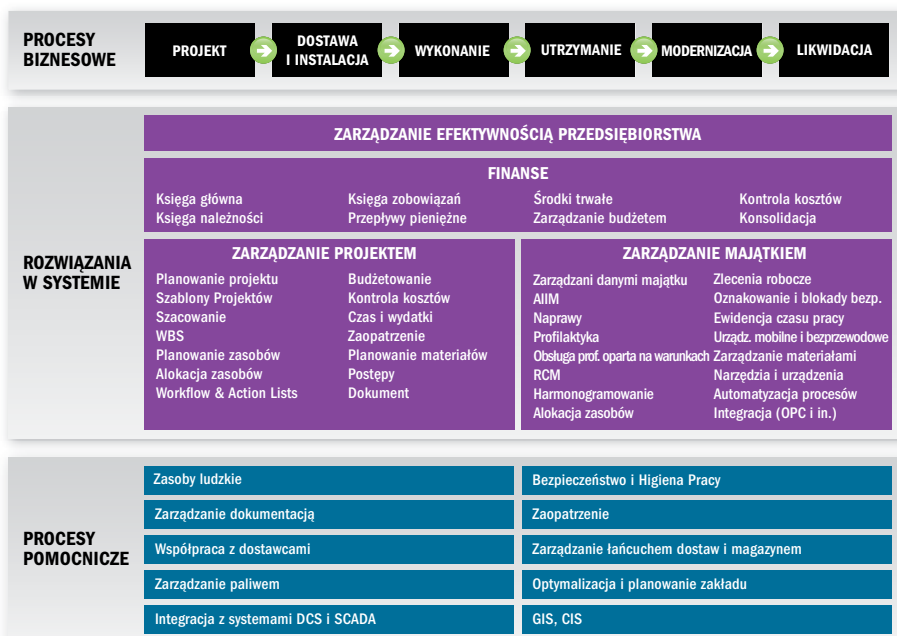 PROCESY
BIZNESOWE
PROJEKT
DOSTAWA
I INSTALACJA
WYKONANIE
UTRZYMANIE
MODERNIZACJA
LIKWIDACJA
ROZWIĄZANIA
W SYSTEMIE
ZARZĄDZANIE EFEKTYWNOŚCIĄ PRZEDSIĘBIORSTWA
FINANSE
Księga główna
Księga należności
Księga zobowiązań
Przepływy pieniężne
Środki trwałe
Zarządzanie budżetem
Kontrola kosztów
Konsolidacja
ZARZĄDZANIE PROJEKTEM
Planowanie projektu
Szablony Projektów
Szacowanie
WBS
Planowanie zasobów
Alokacja zasobów
Workflow & Action Lists
Budżetowanie
Kontrola kosztów
Czas i wydatki
Zaopatrzenie
Planowanie materiałów
Postępy
Dokument
ZARZĄDZANIE MAJĄTKIEM
Zarządzani danymi majątku
AIIM
Naprawy
Profilaktyka
Obsługa prof. oparta na warunkach
RCM
Harmonogramowanie
Alokacja zasobów
Zlecenia robocze
Oznakowanie i blokady bezp.
Ewidencja czasu pracy
Urządz. mobilne i bezprzewodowe
Zarządzanie materiałami
Narzędzia i urządzenia
Automatyzacja procesów
Integracja (OPC i in.)
PROCESY
POMOCNICZE
Zasoby ludzkie
Zarządzanie dokumentacją
Współpraca z dostawcami
Zarządzanie paliwem
Integracja z systemami DCS i SCADA
Bezpieczeństwo i Higiena Pracy
Zaopatrzenie
Zarządzanie łańcuchem dostaw i magazynem
Optymalizacja i planowanie zakładu
GIS, CIS